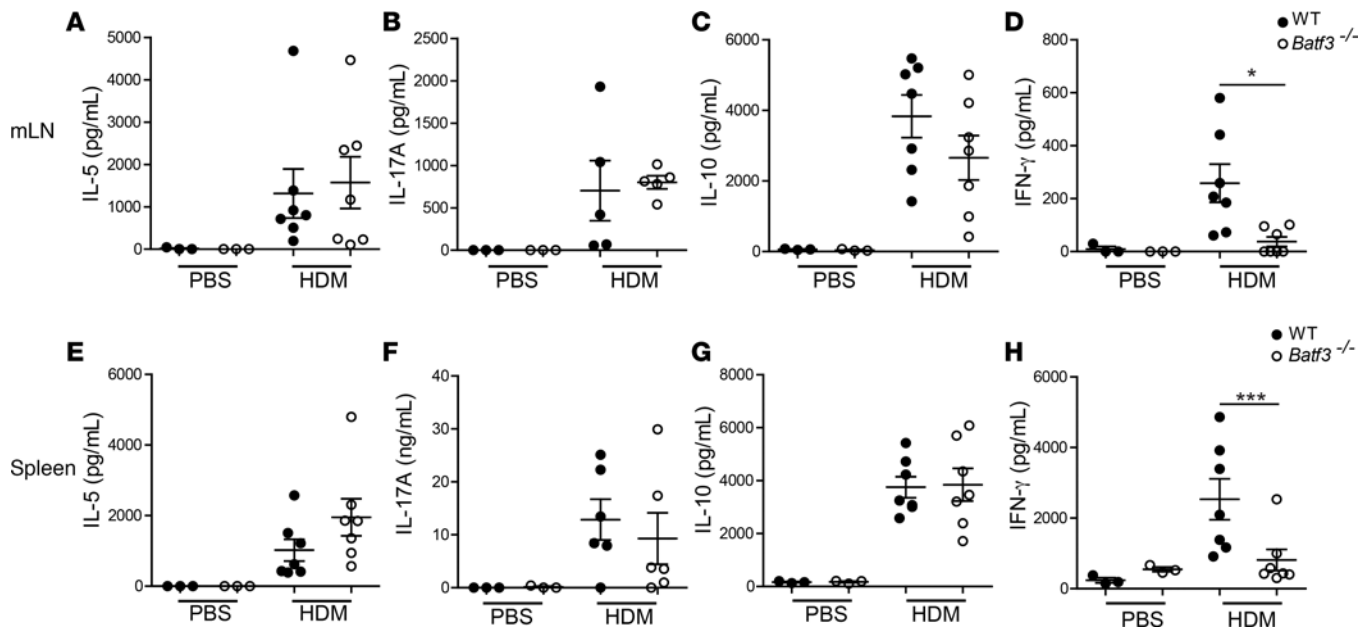 A
B
C
D
WT
Batf3 -/-
mLN
IL-5 (pg/mL)
5000
4000
3000
2000
1000
0
PBS
HDM
IL-17A (pg/mL)
2500
2000
1500
1000
500
0
PBS
HDM
IL-10 (pg/mL)
6000
4000
2000
0
PBS
HDM
IFN-γ (pg/mL)
800
600
400
200
0
*
PBS
HDM
E
F
G
H
WT
Batf3 -/-
Spleen
IL-5 (pg/mL)
6000
4000
2000
0
PBS
HDM
IL-17A (ng/mL)
40
30
20
10
0
PBS
HDM
IL-10 (pg/mL)
8000
6000
4000
2000
0
PBS
HDM
IFN-γ (pg/mL)
6000
4000
2000
0
***
PBS
HDM